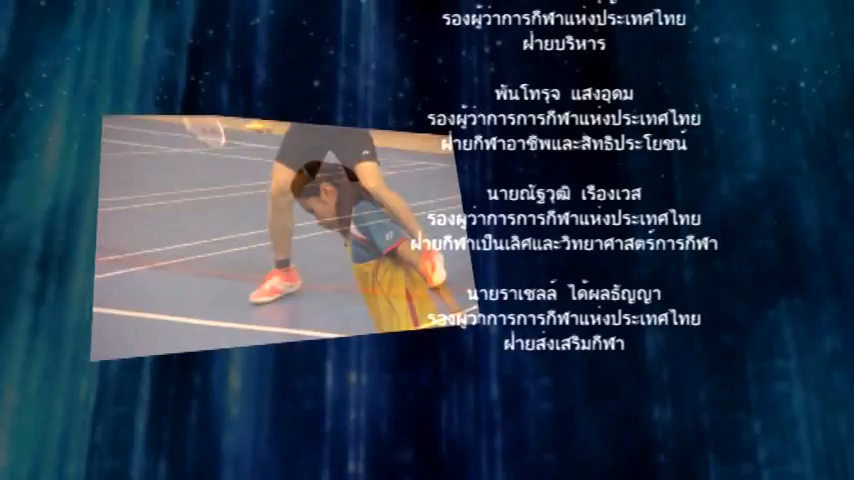 รองผู้ว่าการกีฬาแห่งประเทศไทย
ฝ่ายบริหาร
พันโทรุจ แสงอุดม
รองผู้ว่าการการกีฬาแห่งประเทศไทย
ฝ่ายกีฬาอาชีพและสิทธิประโยชน์
นายณัฐวุฒิ เรืองเวส
รองผู้ว่าการการกีฬาแห่งประเทศไทย
ฝ่ายกีฬาเป็นเลิศและวิทยาศาสตร์การกีฬา
นายราเชลล์ ได้ผลธัญญา
รองผู้ว่าการการกีฬาแห่งประเทศไทย
ฝ่ายส่งเสริมกีฬา